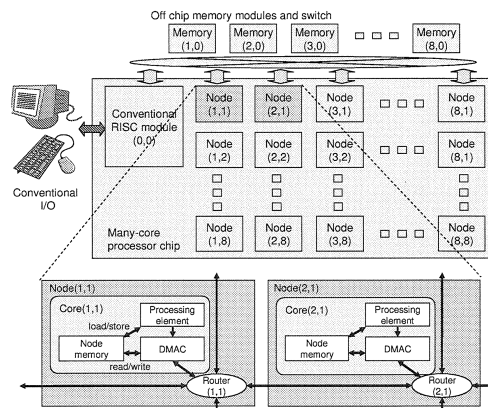 Off chip memory modules and switch
Memory
(1,0)
Memory
(2,0)
Memory
(3,0)
Memory
(8,0)
Conventional
RISC module
(0,0)
Node
(1,1)
Node
(2,1)
Node
(3,1)
Node
(8,1)
Node
(1,2)
Node
(2,2)
Node
(3,2)
Node
(8,1)
Conventional
I/O
Many-core
processor chip
Node
(1,8)
Node
(2,8)
Node
(3,8)
Node
(8,8)
Node(1,1)
Core(1,1)
Processing
element
load/store
Node
memory
DMAC
read/write
Router
(1,1)
Node(2,1)
Core(2,1)
Processing
element
Node
memory
DMAC
Router
(2,1)